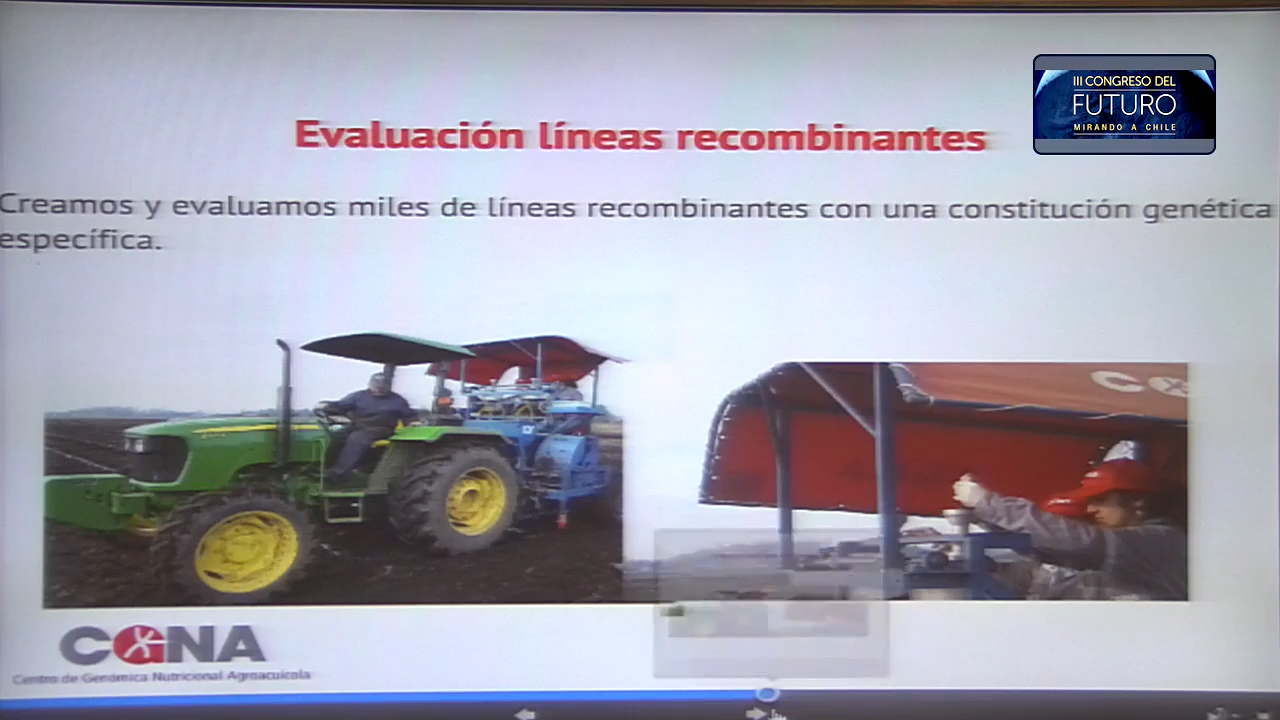 III CONGRESO DEL
FUTURO
MIRANDO A CHILE
Evaluación líneas recombinantes
Creamos y evaluamos miles de líneas recombinantes con una constitución genética
específica.
CGNA
Centro de Genómica Nutricional Agroacuícola